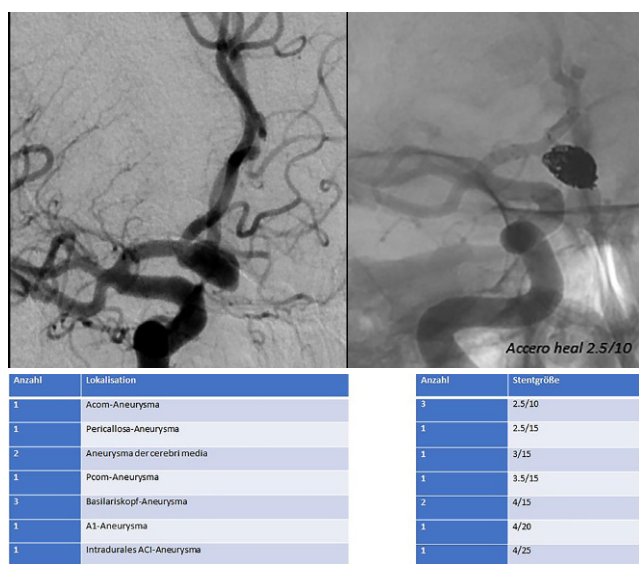 Accero heal 2.5/10
Anzahl Lokalisation
1 Acom-Aneurysma
1 Pericallosa-Aneurysma
2 Aneurysma der cerebri media
1 Pcom-Aneurysma
3 Basilariskopf-Aneurysma
1 A1-Aneurysma
1 Intradurales ACI-Aneurysma
Anzahl Stentgröße
3 2.5/10
1 2.5/15
1 3/15
1 3.5/15
2 4/15
1 4/20
1 4/25